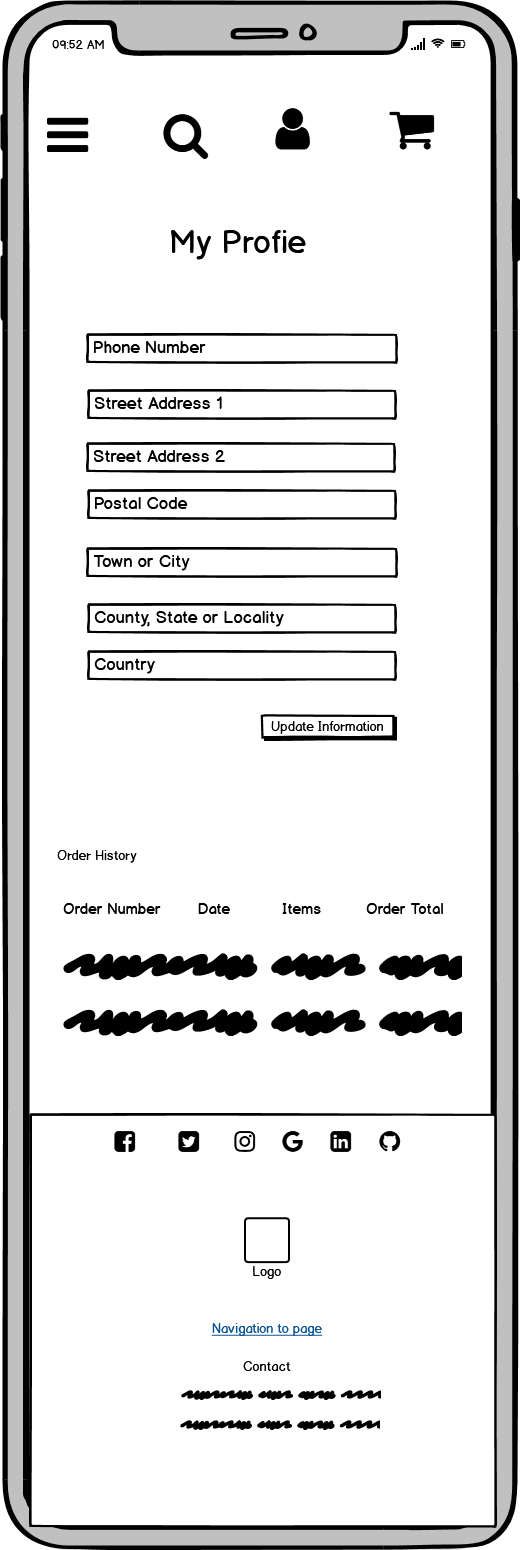 09:52 AM
My Profie
Phone Number
Street Address 1
Street Address 2
Postal Code
Town or City
County, State or Locality
Country
Update Information
Order History
Order Number Date Items Order Total
Logo
Navigation to page
Contact